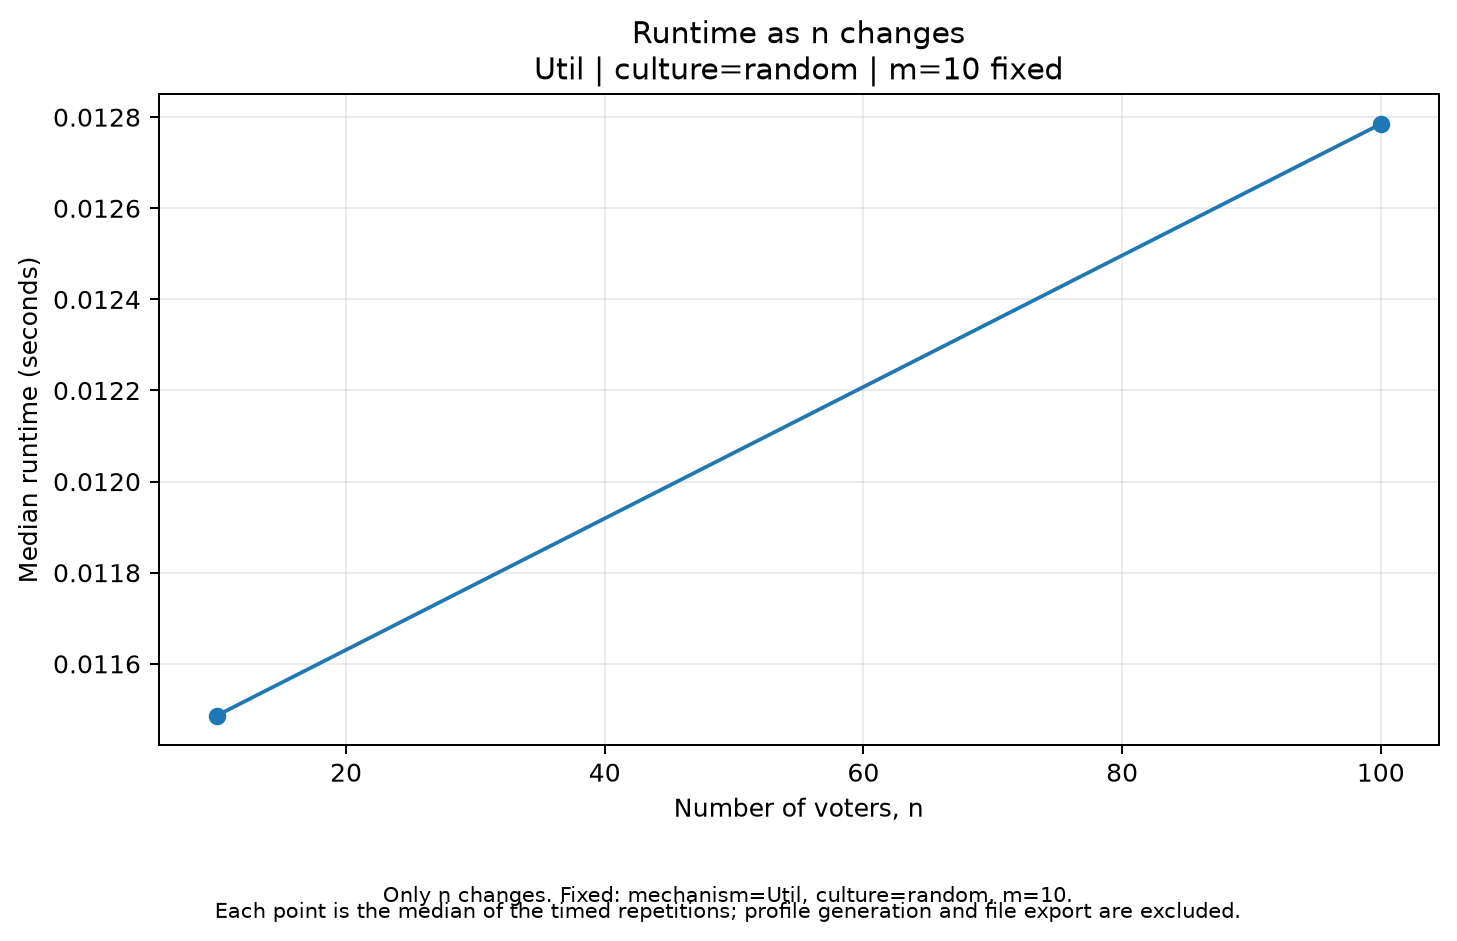 Runtime as n changes
Util | culture=random | m=10 fixed
0.0128
0.0126
0.0124
0.0122
0.0120
0.0118
0.0116
Median runtime (seconds)
20 40 60 80 100
Number of voters, n
Only n changes. Fixed: mechanism=Util, culture=random, m=10.
Each point is the median of the timed repetitions; profile generation and file export are excluded.